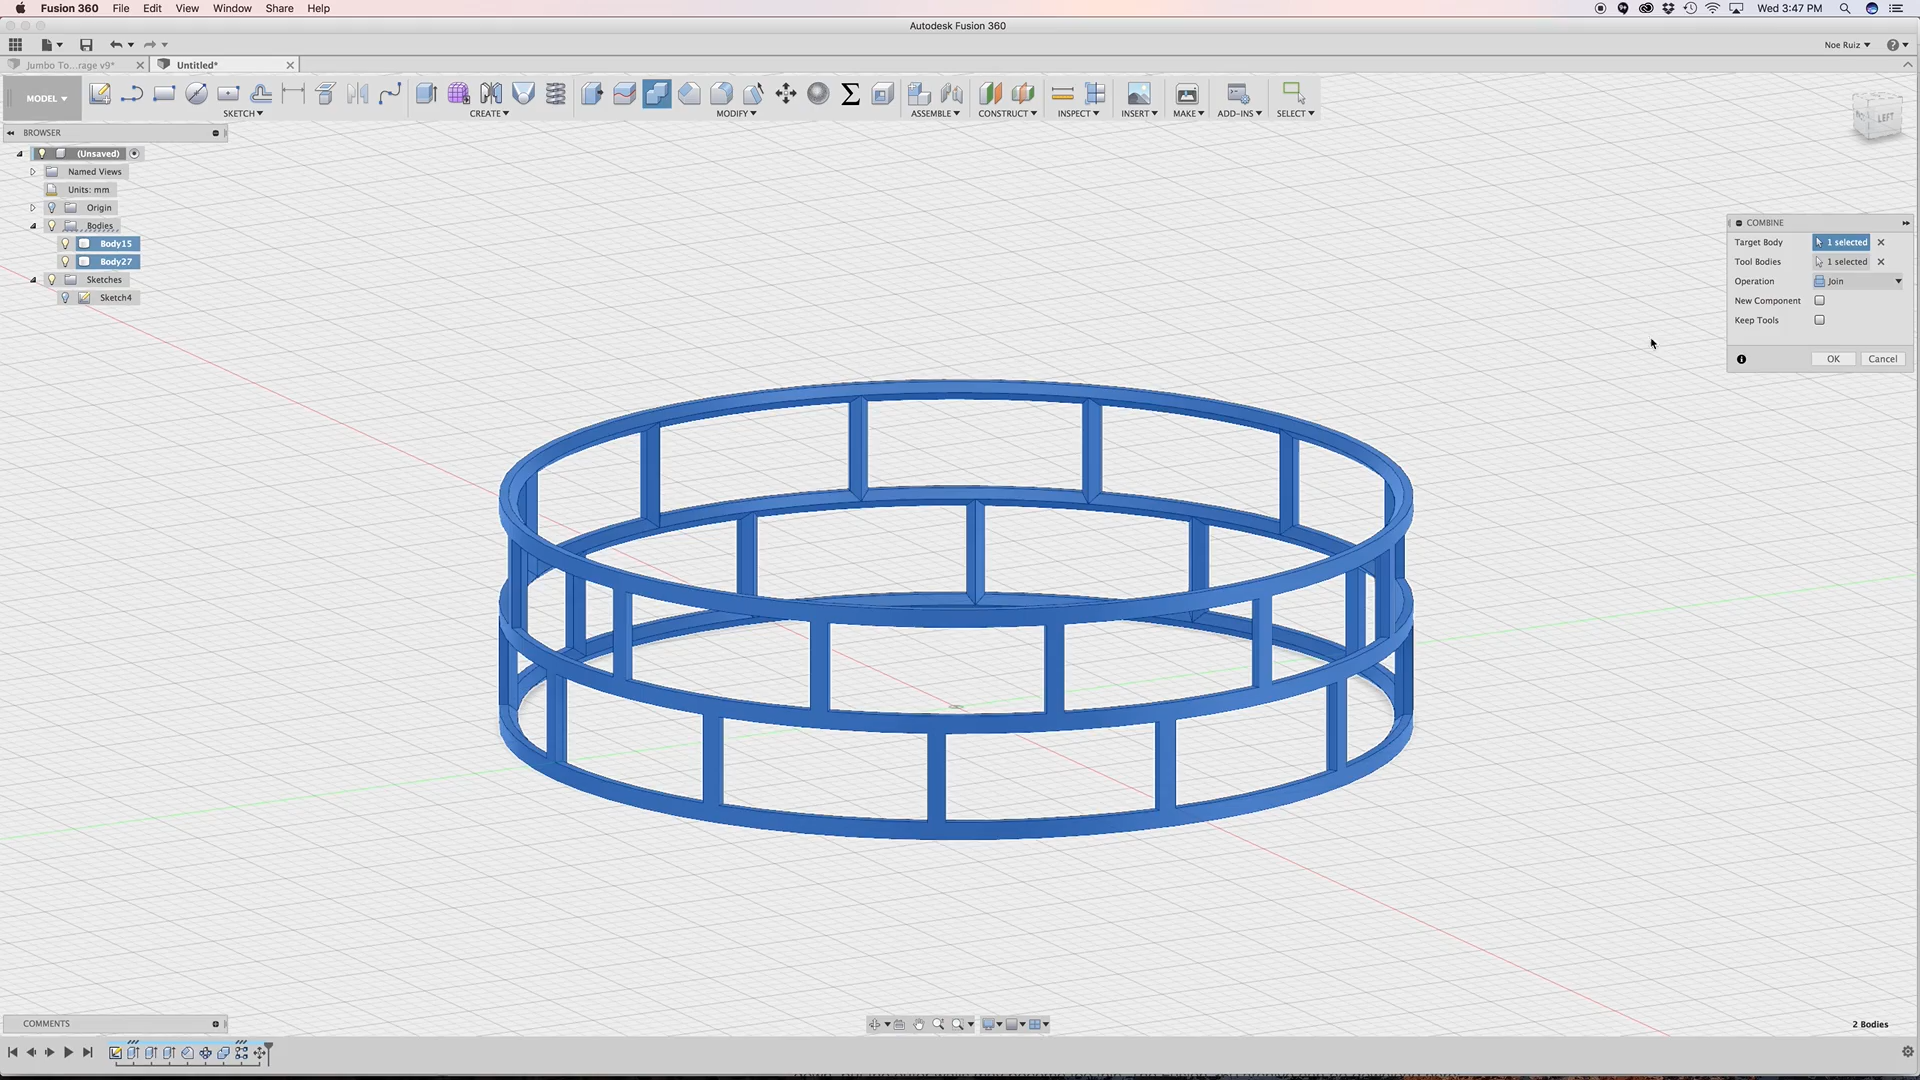 Fusion 360 File Edit View Window Share Help
Wed 3:47 PM
Autodesk Fusion 360
Noe Ruiz
Jumbo To...rage v9*
Untitled*
MODEL
SKETCH
CREATE
MODIFY
ASSEMBLE
CONSTRUCT
INSPECT
INSERT
MAKE
ADD-INS
SELECT
LEFT
BROWSER
(Unsaved)
Named Views
Units: mm
Origin
Bodies
Body15
Body27
Sketches
Sketch4
COMBINE
Target Body 1 selected
Tool Bodies 1 selected
Operation Join
New Component
Keep Tools
OK Cancel
COMMENTS
2 Bodies